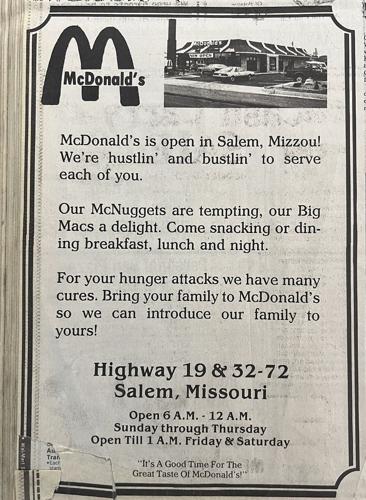 McDonald's
McDONALD'S
NOW OPEN
McDonald's is open in Salem, Mizzou!
We're hustlin' and bustlin' to serve
each of you.
Our McNuggets are tempting, our Big
Macs a delight. Come snacking or din-
ing breakfast, lunch and night.
For your hunger attacks we have many
cures. Bring your family to McDonald's
so we can introduce our family to
yours!
Highway 19 & 32-72
Salem, Missouri
Open 6 A.M. - 12 A.M.
Sunday through Thursday
Open Till 1 A.M. Friday & Saturday
"It's A Good Time For The
Great Taste Of McDonald's!"